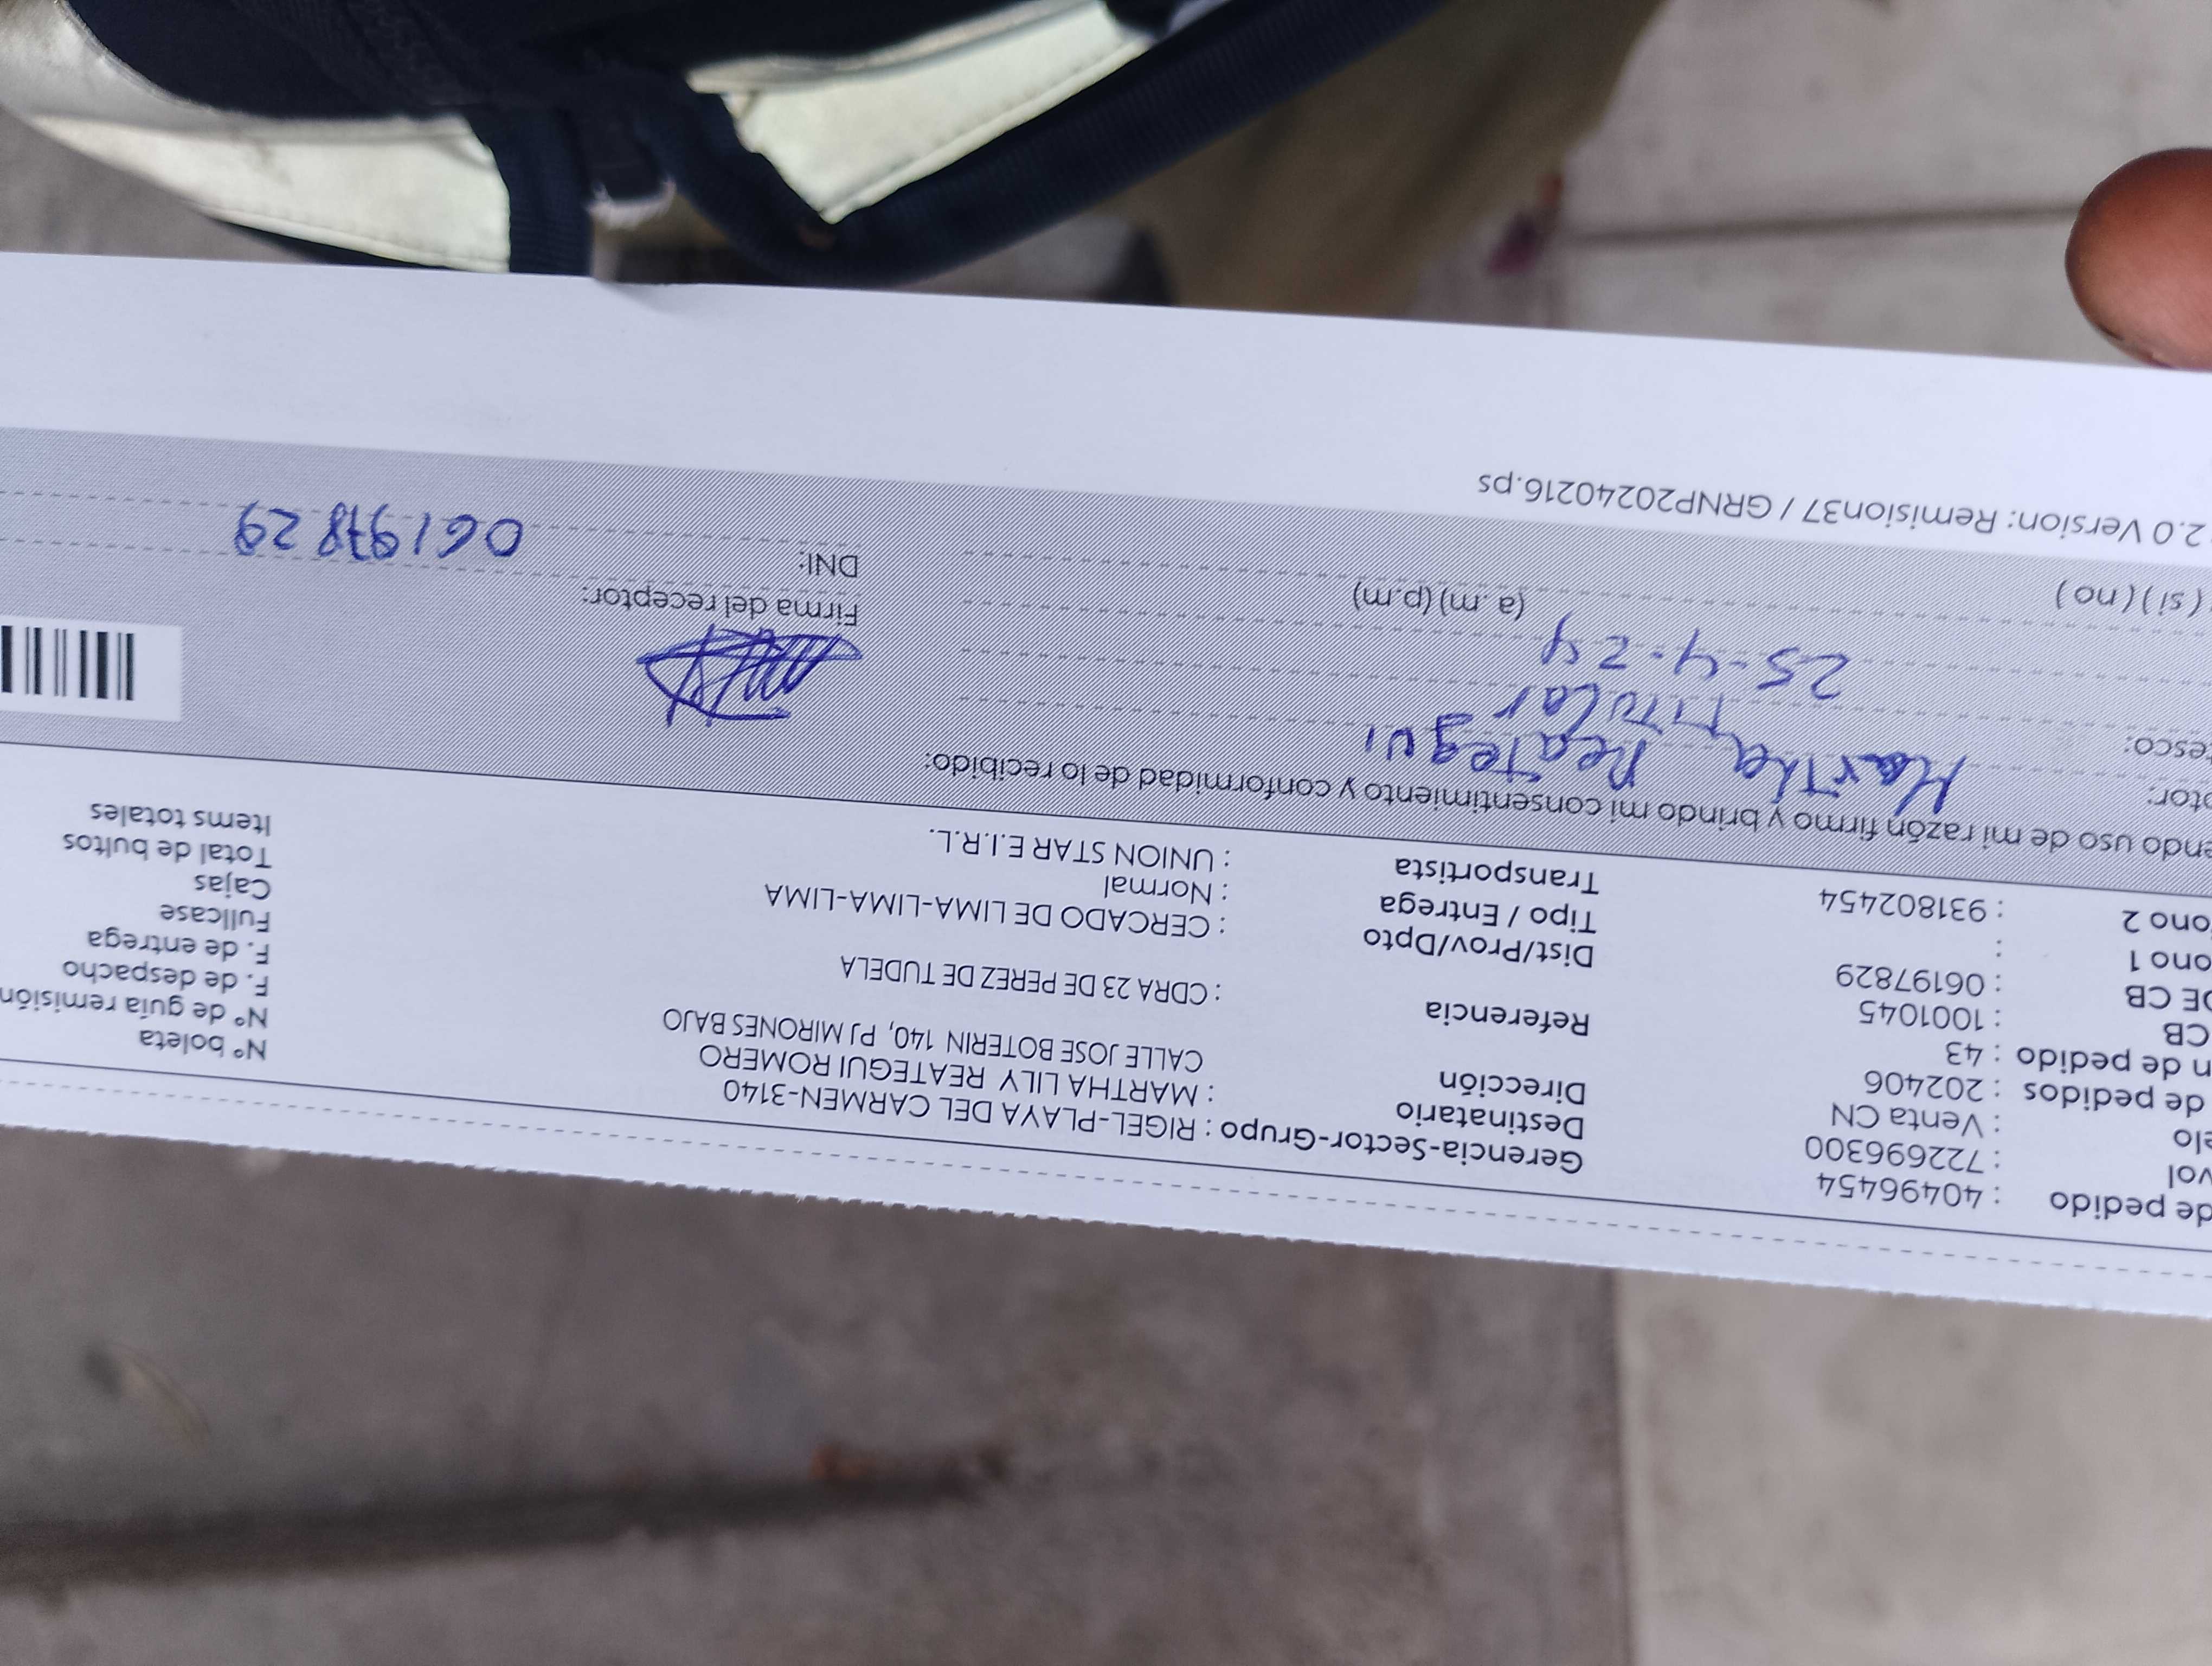 de pedido : 40496454
vol : 722696300
elo : Venta CN
de pedidos : 202406
n de pedido : 43
CB : 1001045
DE CB : 06197829
ono 1 :
ono 2 : 931802454
Gerencia-Sector-Grupo : RIGEL-PLAYA DEL CARMEN-3140
Destinatario : MARTHA LILY REATEGUI ROMERO
Dirección CALLE JOSE BOTERIN 140, PJ MIRONES BAJO
Referencia : CDRA 23 DE PEREZ DE TUDELA
Dist/Prov/Dpto : CERCADO DE LIMA-LIMA-LIMA
Tipo / Entrega : Normal
Transportista : UNION STAR E.I.R.L.
N° boleta
N° de guía remisión
F. de despacho
F. de entrega
Fullcase
Cajas
Total de bultos
Items totales
endo uso de mi razón firmo y brindo mi consentimiento y conformidad de lo recibido:
ptor: Martha Reategui
tesco: Titular
25-4-24
( si ) ( no ) (a. m) (p.m)
Firma del receptor:
DNI: 06197829
2.0 Version: Remision37 / GRNP20240216.ps